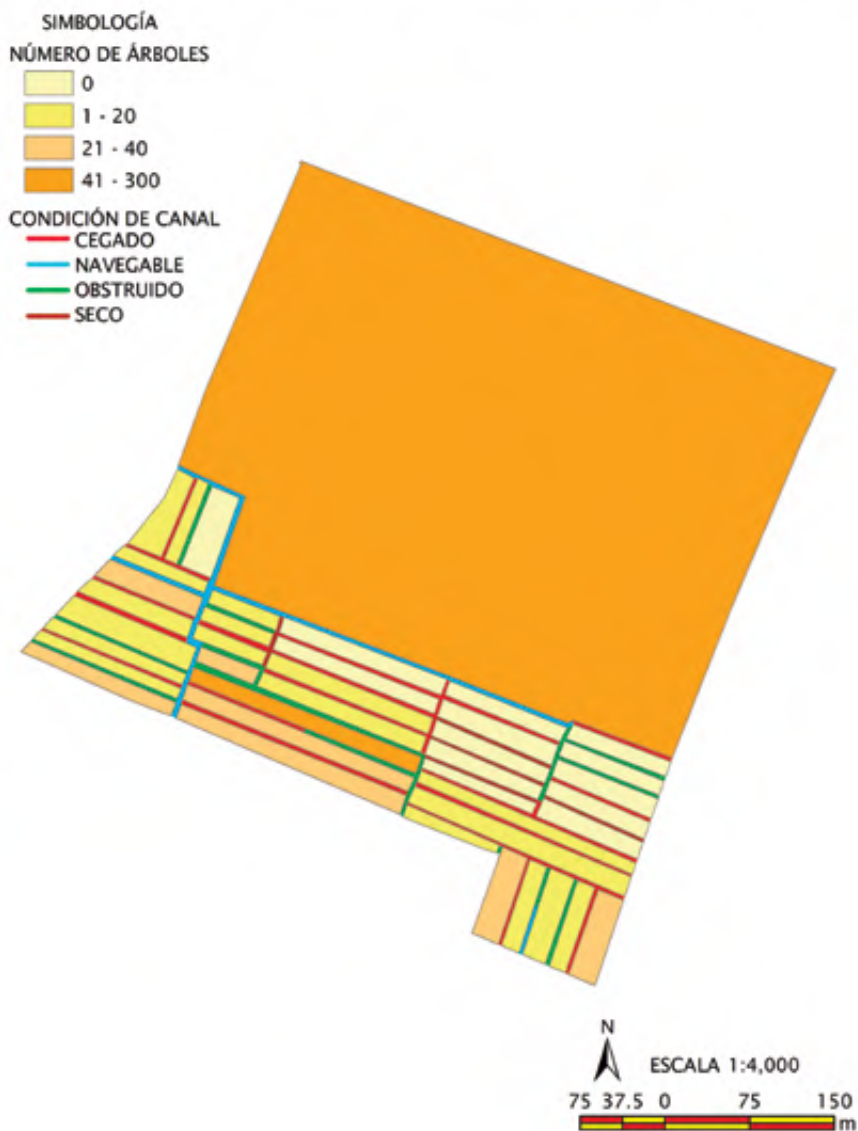 SIMBOLOGÍA
NÚMERO DE ÁRBOLES
0
1 - 20
21 - 40
41 - 300
CONDICIÓN DE CANAL
CEGADO
NAVEGABLE
OBSTRUIDO
SECO
N
ESCALA 1:4,000
75 37.5 0 75 150
m